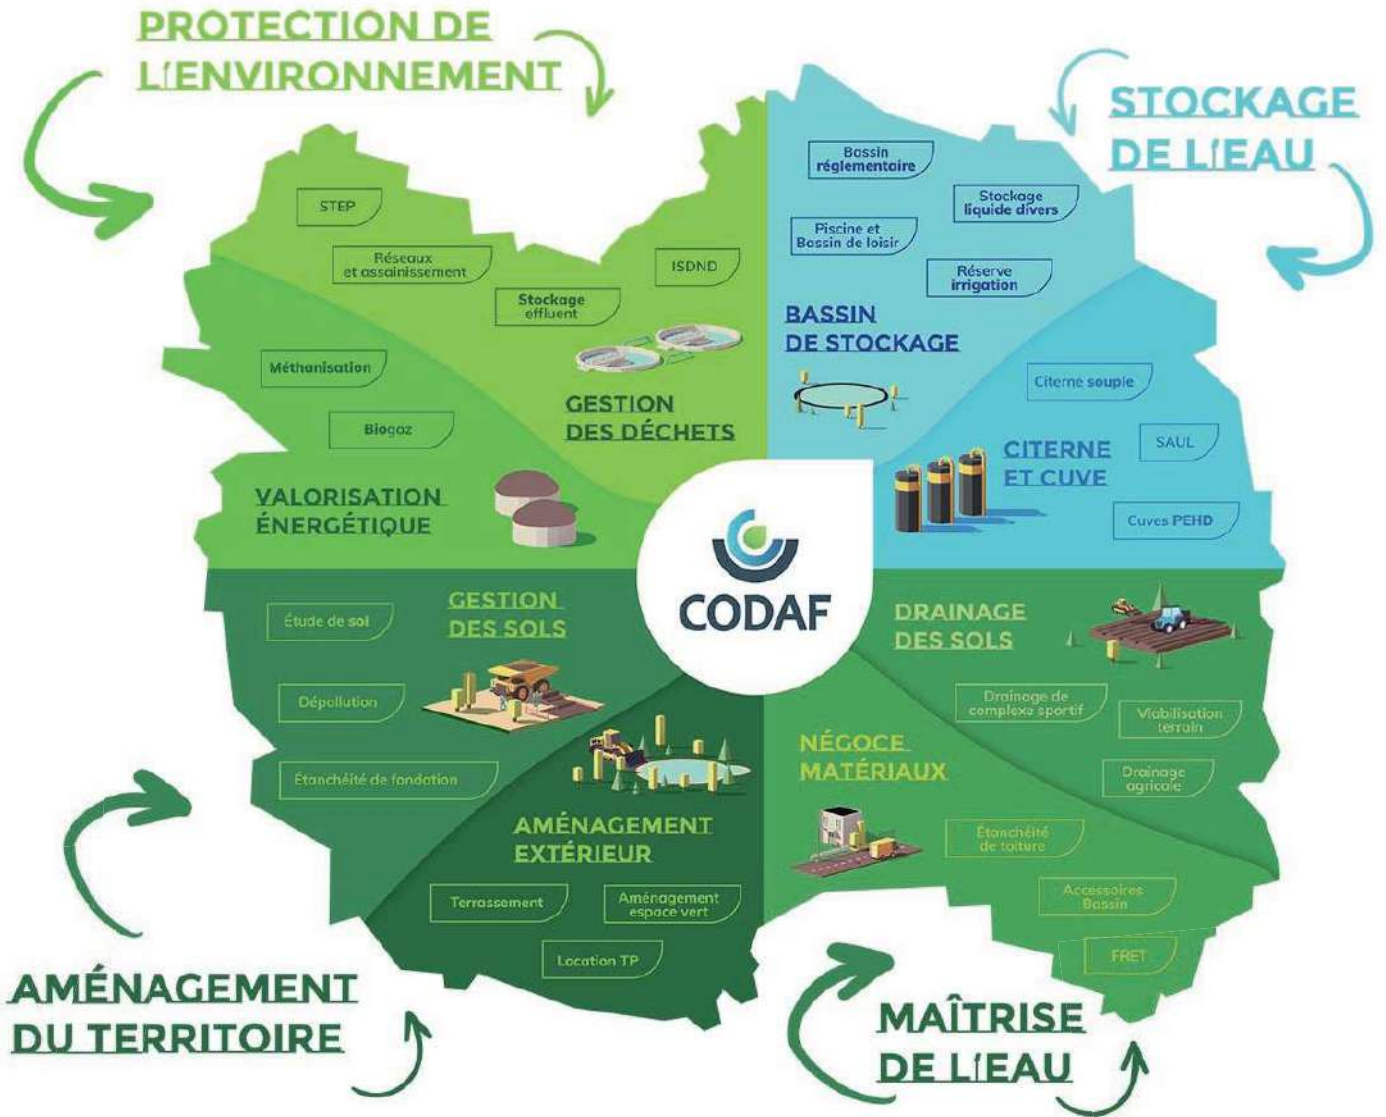 PROTECTION DE
L'ENVIRONNEMENT
STOCKAGE
DE L'EAU
STEP
Réseaux
et assainissement
Stockage
effluent
ISDND
GESTION
DES DÉCHETS
Méthanisation
Biogaz
VALORISATION
ÉNERGÉTIQUE
Bassin
réglementaire
Stockage
liquide divers
Piscine et
Bassin de loisir
Réserve
irrigation
BASSIN
DE STOCKAGE
Citerne souple
SAUL
Cuves PEHD
CITERNE
ET CUVE
CODAF
GESTION
DES SOLS
Étude de sol
Dépollution
Étanchéité de fondation
AMÉNAGEMENT
EXTÉRIEUR
Terrassement
Aménagement
espace vert
Location TP
DRAINAGE
DES SOLS
Drainage de
complexe sportif
Viabilisation
terrain
Drainage
agricole
NÉGOCE
MATÉRIAUX
Étanchéité
de toiture
Accessoires
Bassin
FRET
AMÉNAGEMENT
DU TERRITOIRE
MAÎTRISE
DE L'EAU